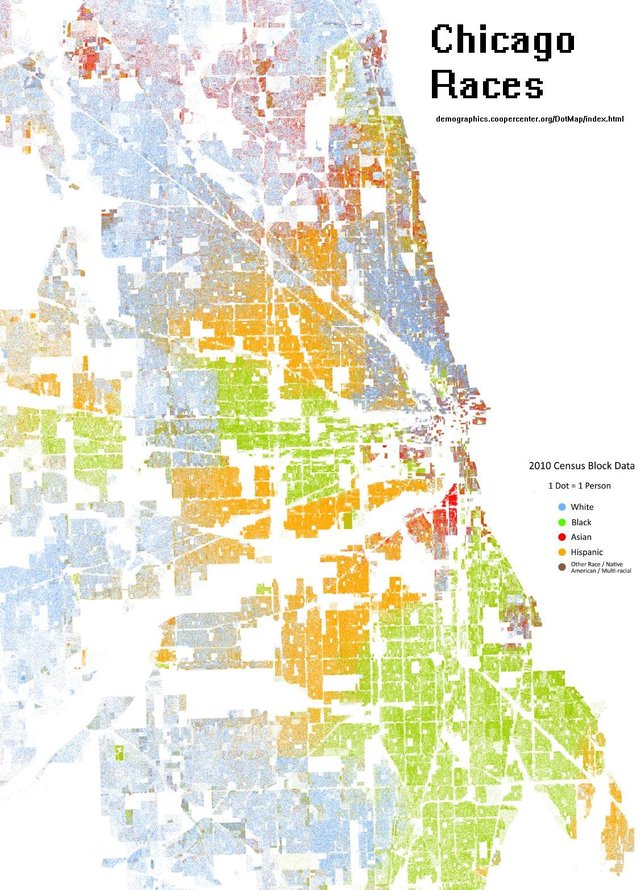 Chicago
Races
demographics.coopercenter.org/DotMap/index.html
2010 Census Block Data
1 Dot = 1 Person
White
Black
Asian
Hispanic
Other Race / Native
American / Multi-racial